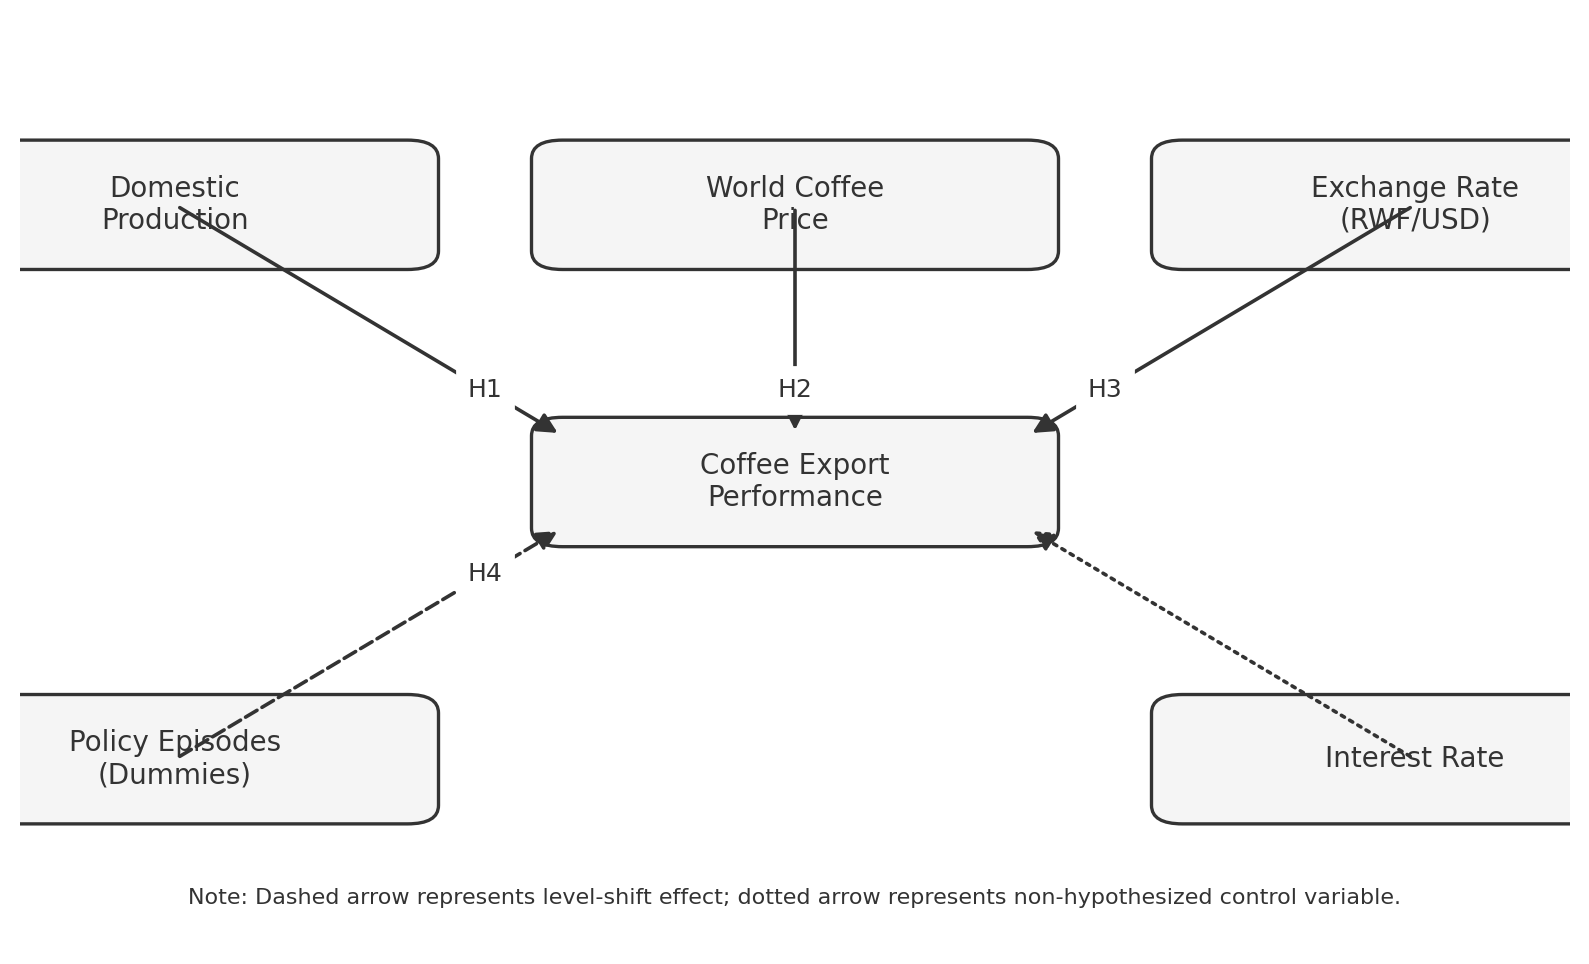 Domestic
Production
World Coffee
Price
Exchange Rate
(RWF/USD)
H1
H2
H3
Coffee Export
Performance
H4
Policy Episodes
(Dummies)
Interest Rate
Note: Dashed arrow represents level-shift effect; dotted arrow represents non-hypothesized control variable.